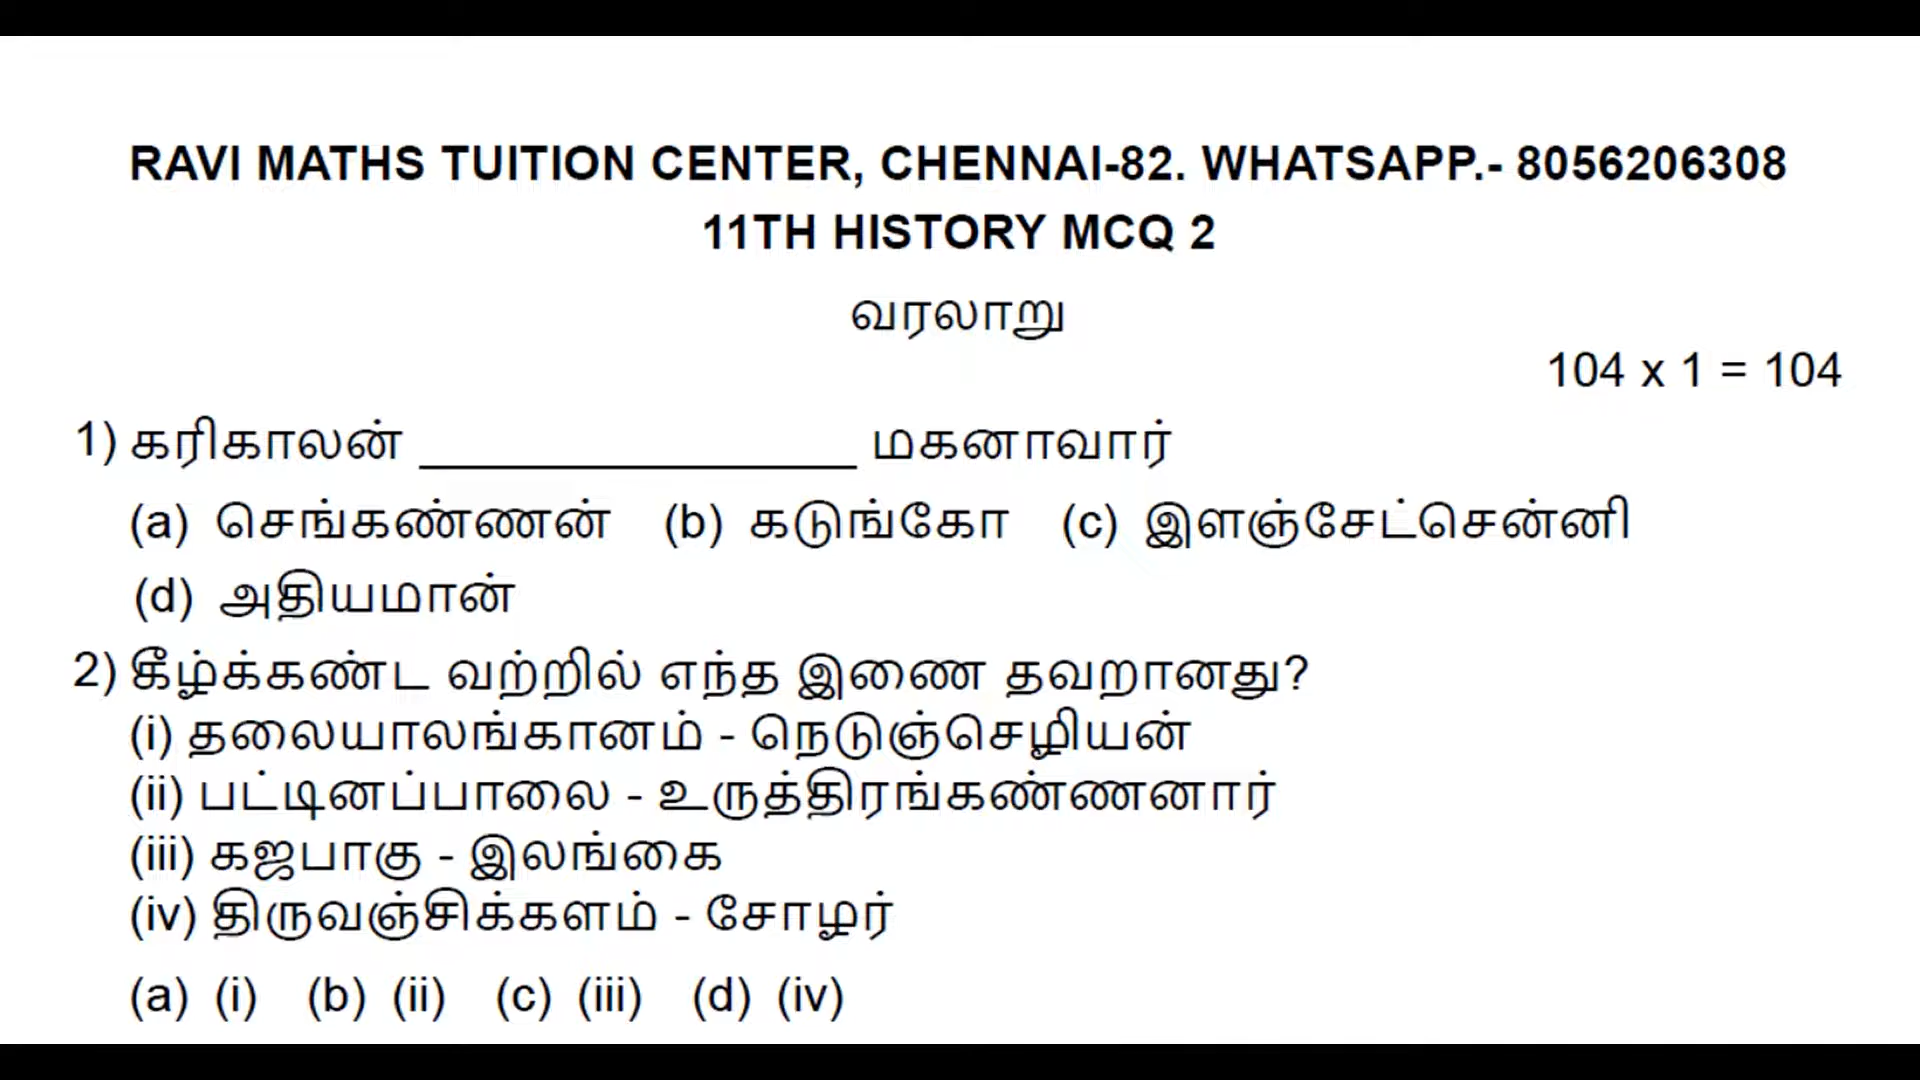 RAVI MATHS TUITION CENTER, CHENNAI-82. WHATSAPP.- 8056206308
11TH HISTORY MCQ 2
வரலாறு
104 x 1 = 104
1) கரிகாலன் __________________ மகனாவார்
(a) செங்கண்ணன் (b) கடுங்கோ (c) இளஞ்சேட்சென்னி
(d) அதியமான்
2) கீழ்க்கண்ட வற்றில் எந்த இணை தவறானது?
(i) தலையாலங்கானம் - நெடுஞ்செழியன்
(ii) பட்டினப்பாலை - உருத்திரங்கண்ணனார்
(iii) கஜபாகு - இலங்கை
(iv) திருவஞ்சிக்களம் - சோழர்
(a) (i) (b) (ii) (c) (iii) (d) (iv)